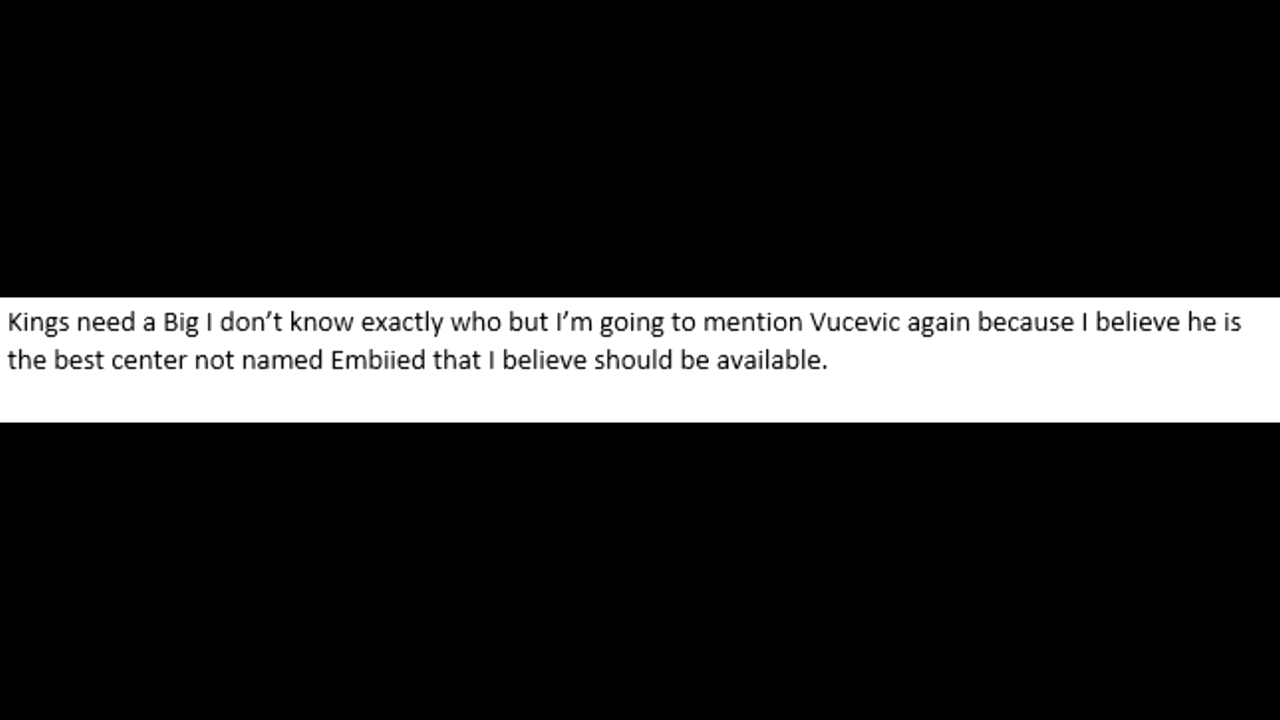 Kings need a Big I don’t know exactly who but I’m going to mention Vucevic again because I believe he is
the best center not named Embiied that I believe should be available.